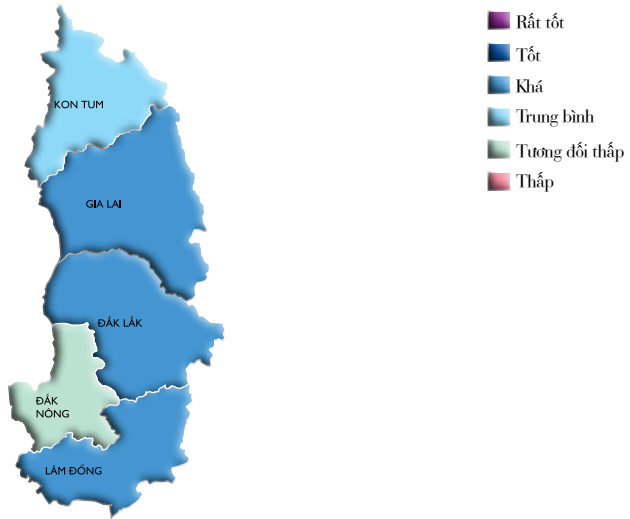 Rất tốt
Tốt
Khá
Trung bình
Tương đối thấp
Thấp
KON TUM
GIA LAI
ĐẮK LẮK
ĐẮK
NÔNG
LÂM ĐỒNG